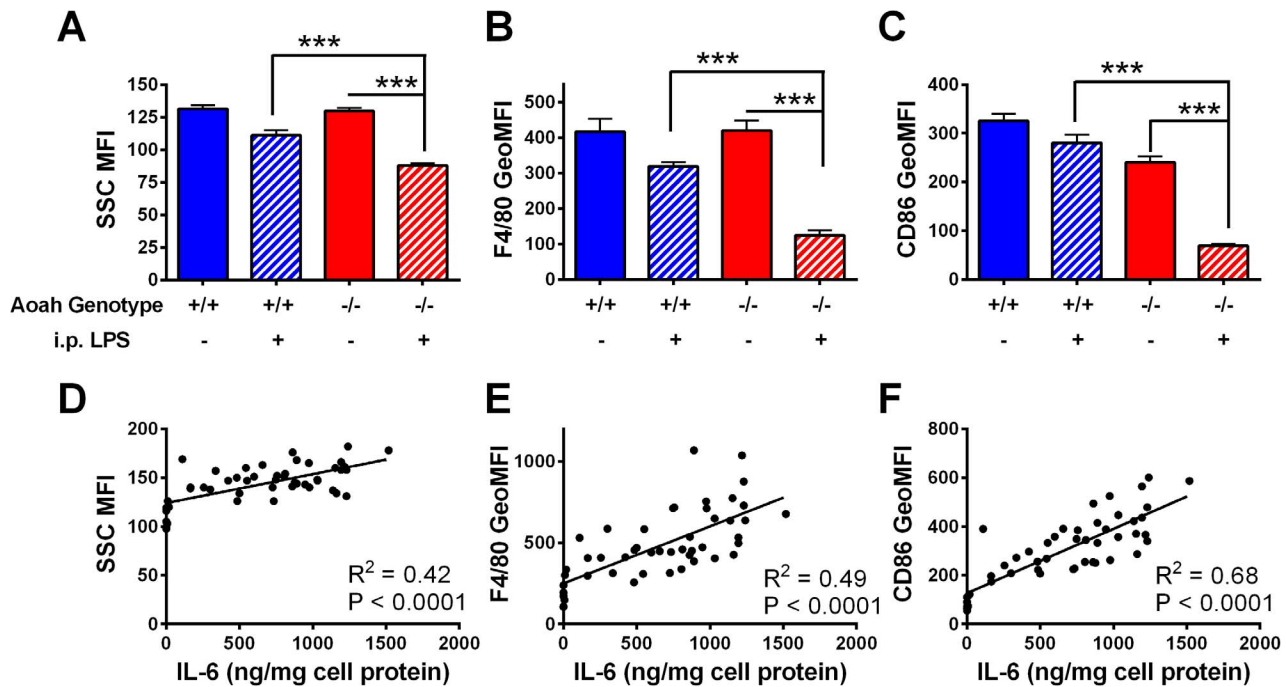 A
B
C
***
***
***
***
***
***
SSC MFI
150
125
100
75
50
25
0
F4/80 GeoMFI
500
400
300
200
100
0
CD86 GeoMFI
400
300
200
100
0
Aoah Genotype +/+ +/+ -/- -/-
+/+ +/+ -/- -/-
+/+ +/+ -/- -/-
i.p. LPS - + - +
- + - +
- + - +
D
E
F
SSC MFI
200
150
100
50
0
R² = 0.42
P < 0.0001
0 500 1000 1500 2000
IL-6 (ng/mg cell protein)
F4/80 GeoMFI
1000
500
0
R² = 0.49
P < 0.0001
0 500 1000 1500 2000
IL-6 (ng/mg cell protein)
CD86 GeoMFI
800
600
400
200
0
R² = 0.68
P < 0.0001
0 500 1000 1500 2000
IL-6 (ng/mg cell protein)